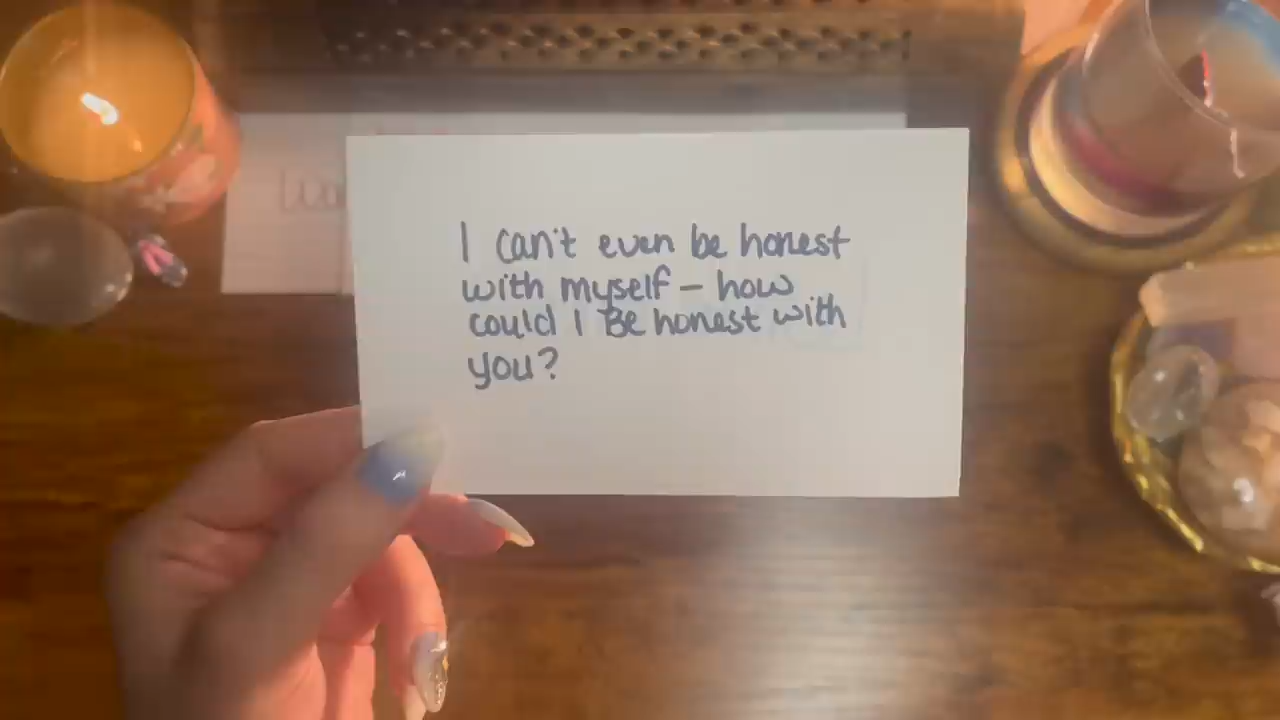 I can't even be honest
with myself – how
could I Be honest with
you?